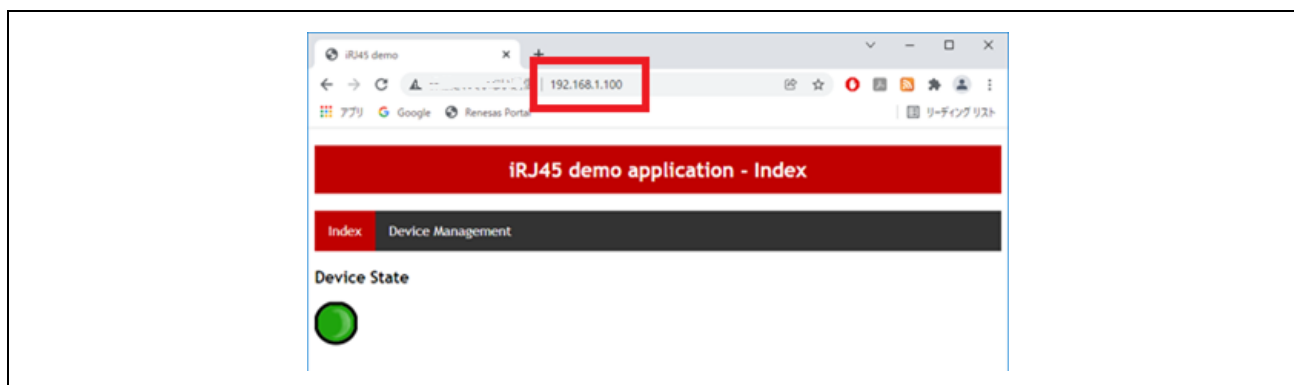 iRJ45 demo
192.168.1.100
アプリ Google Renesas Portal リーディング リスト
iRJ45 demo application - Index
Index Device Management
Device State